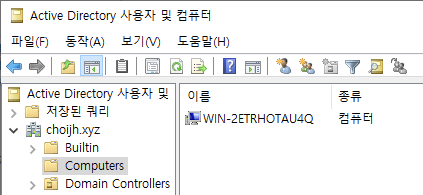 Active Directory 사용자 및 컴퓨터
파일(F) 동작(A) 보기(V) 도움말(H)
Active Directory 사용자 및
저장된 쿼리
choijh.xyz
Builtin
Computers
Domain Controllers
이름 종류
WIN-2ETRHOTAU4Q 컴퓨터